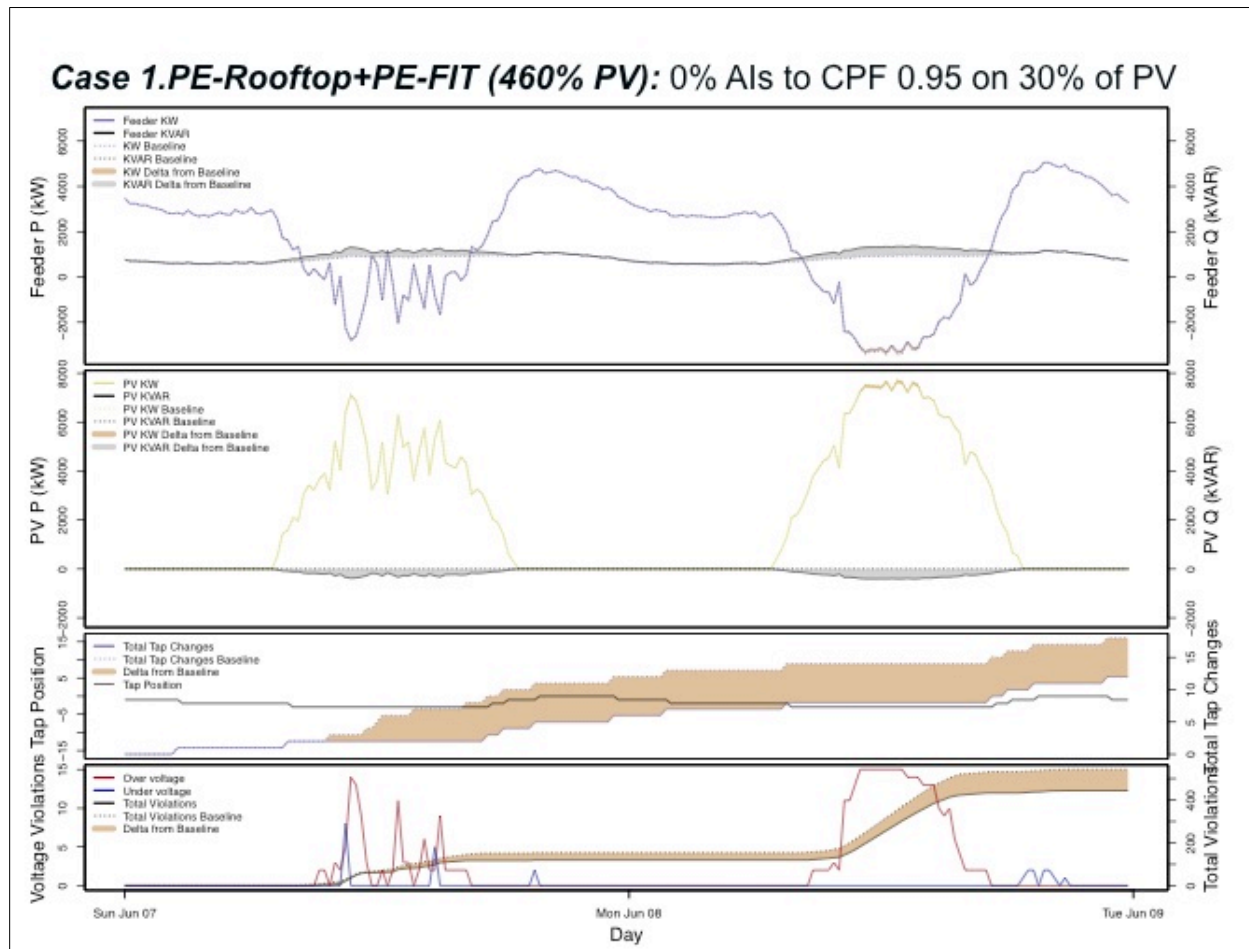 Case 1.PE-Rooftop+PE-FIT (460% PV): 0% AIs to CPF 0.95 on 30% of PV
Feeder P (kW)
6000
4000
2000
0
−2000
Feeder KW
Feeder KVAR
KW Baseline
KVAR Baseline
KW Delta from Baseline
KVAR Delta from Baseline
6000
4000
2000
0
−2000
Feeder Q (kVAR)
PV P (kW)
8000
6000
4000
2000
0
−2000
PV KW
PV KVAR
PV KW Baseline
PV KVAR Baseline
PV KW Delta from Baseline
PV KVAR Delta from Baseline
8000
6000
4000
2000
0
−2000
PV Q (kVAR)
Tap Position
15
5
−5
−15
Total Tap Changes
Total Tap Changes Baseline
Delta from Baseline
Tap Position
15
10
5
0
Total Tap Changes
Voltage Violations
15
10
5
0
Over voltage
Under voltage
Total Violations
Total Violations Baseline
Delta from Baseline
400
200
0
Total Violations
Sun Jun 07
Mon Jun 08
Tue Jun 09
Day